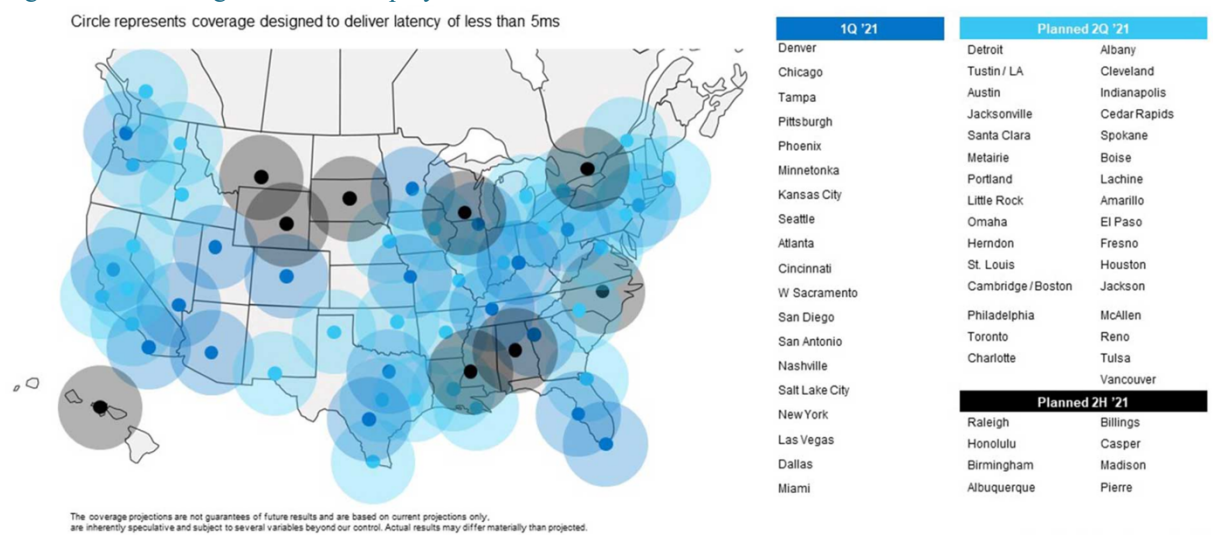 Circle represents coverage designed to deliver latency of less than 5ms
1Q '21
Denver
Chicago
Tampa
Pittsburgh
Phoenix
Minnetonka
Kansas City
Seattle
Atlanta
Cincinnati
W Sacramento
San Diego
San Antonio
Nashville
Salt Lake City
New York
Las Vegas
Dallas
Miami
Planned 2Q '21
Detroit Albany
Tustin / LA Cleveland
Austin Indianapolis
Jacksonville Cedar Rapids
Santa Clara Spokane
Metairie Boise
Portland Lachine
Little Rock Amarillo
Omaha El Paso
Herndon Fresno
St. Louis Houston
Cambridge / Boston Jackson
Philadelphia McAllen
Toronto Reno
Charlotte Tulsa
Vancouver
Planned 2H '21
Raleigh Billings
Honolulu Casper
Birmingham Madison
Albuquerque Pierre
The coverage projections are not guarantees of future results and are based on current projections only,
are inherently speculative and subject to several variables beyond our control. Actual results may differ materially than projected.